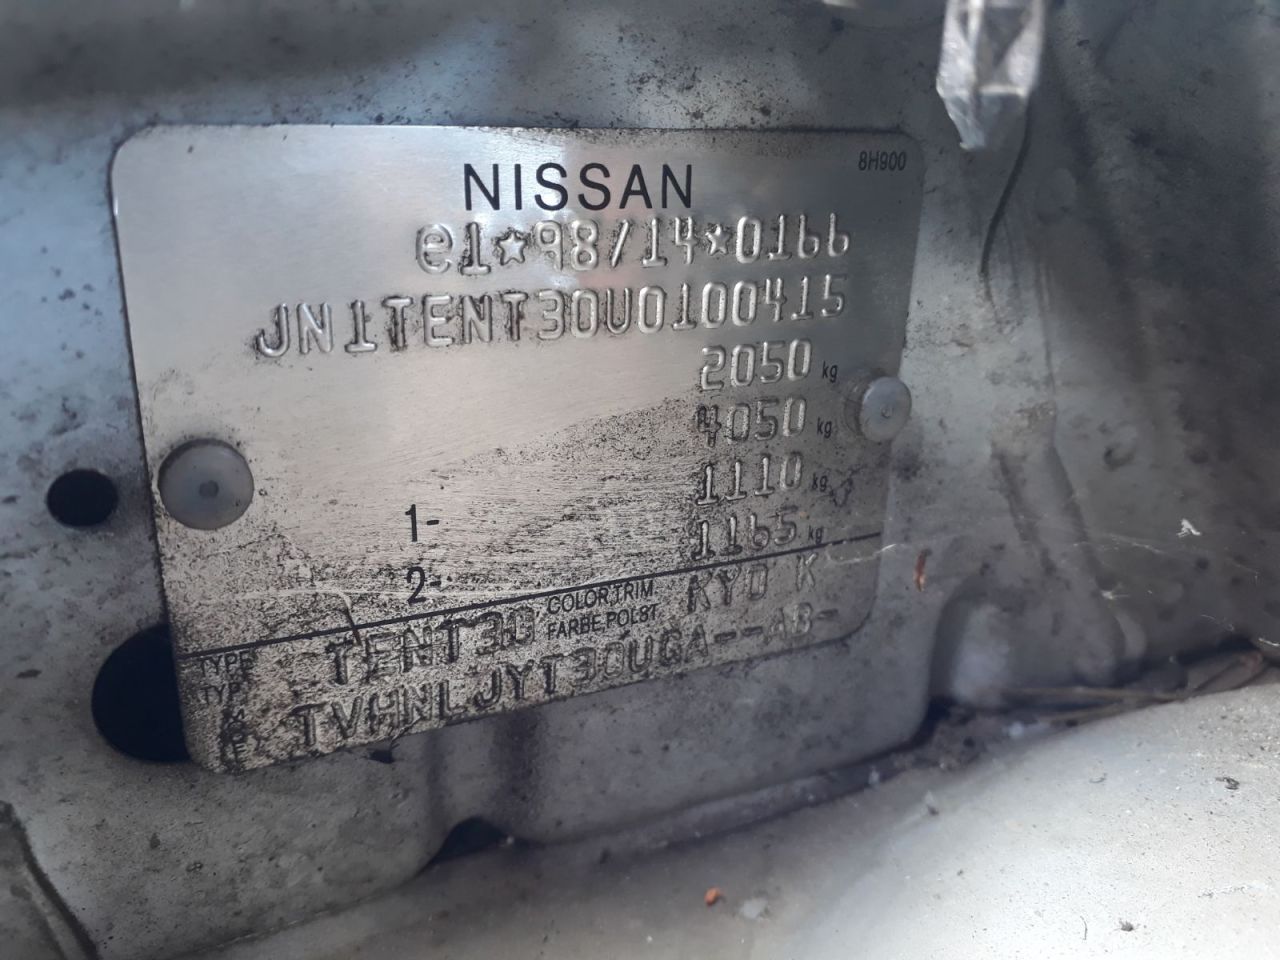 8H900
NISSAN
e1*98/14*0166
JN1TENT30U0100415
2050 kg
4050 kg
1- 1110 kg
2- 1165 kg
TYPE
TYP
TENT30
COLOR,TRIM
FARBE,POLST
KY0 K
TVHNLJYT30UGA--AB-